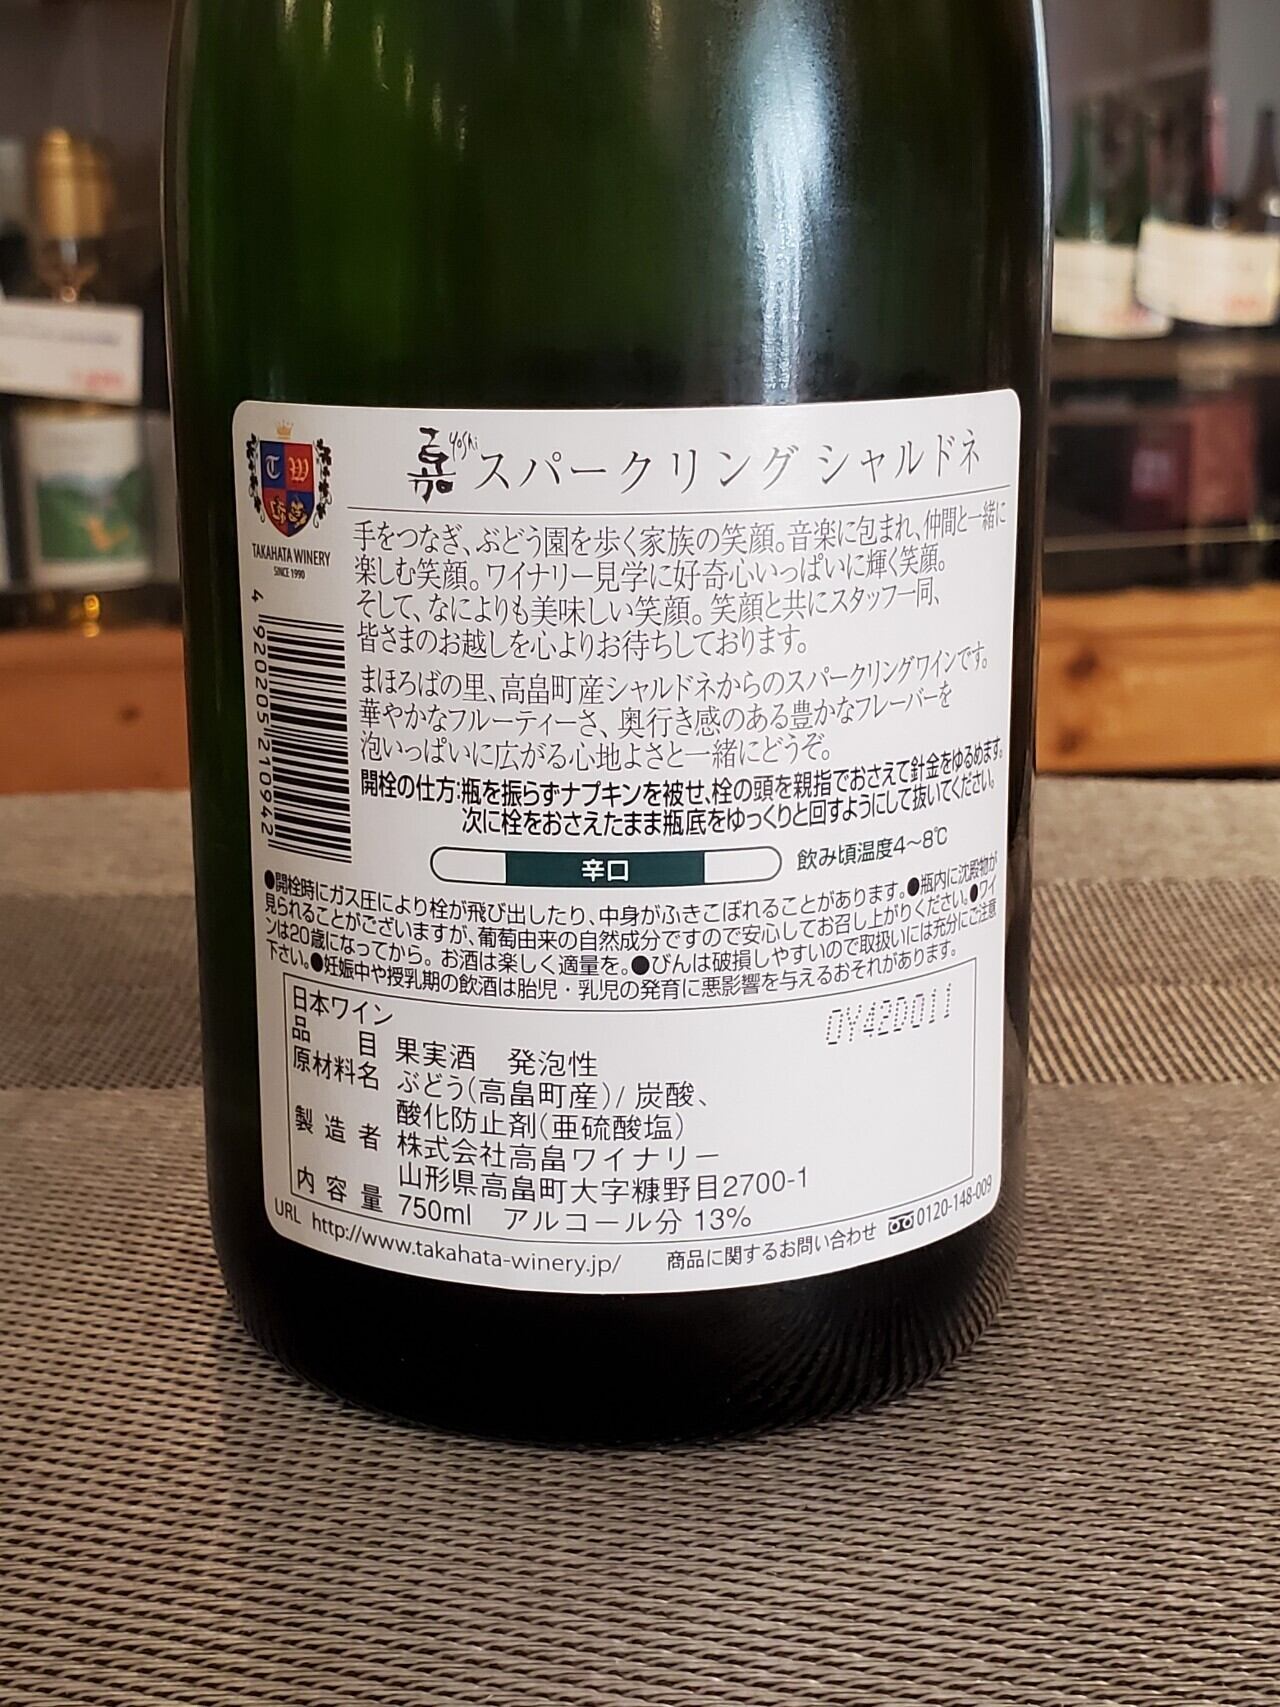 嘉 yoshi スパークリング シャルドネ
T W
TAKAHATA WINERY
SINCE 1990
4 920205 210942
手をつなぎ、ぶどう園を歩く家族の笑顔。音楽に包まれ、仲間と一緒に
楽しむ笑顔。ワイナリー見学に好奇心いっぱいに輝く笑顔。
そして、なによりも美味しい笑顔。笑顔と共にスタッフ一同、
皆さまのお越しを心よりお待ちしております。
まほろばの里、高畠町産シャルドネからのスパークリングワインです。
華やかなフルーティーさ、奥行き感のある豊かなフレーバーを
泡いっぱいに広がる心地よさと一緒にどうぞ。
開栓の仕方:瓶を振らずナプキンを被せ、栓の頭を親指でおさえて針金をゆるめます。
次に栓をおさえたまま瓶底をゆっくりと回すようにして抜いてください。
辛口 飲み頃温度4〜8℃
●開栓時にガス圧により栓が飛び出したり、中身がふきこぼれることがあります。●瓶内に沈殿物が
見られることがございますが、葡萄由来の自然成分ですので安心してお召し上がりください。●ワイ
ンは20歳になってから。お酒は楽しく適量を。●びんは破損しやすいので取扱いには充分にご注意
下さい。●妊娠中や授乳期の飲酒は胎児・乳児の発育に悪影響を与えるおそれがあります。
日本ワイン 0Y420011
品目 果実酒 発泡性
原材料名 ぶどう(高畠町産)/ 炭酸、
酸化防止剤(亜硫酸塩)
製造者 株式会社高畠ワイナリー
山形県高畠町大字糠野目2700-1
内容量 750ml アルコール分 13%
URL http://www.takahata-winery.jp/ 商品に関するお問い合わせ 0120-148-009